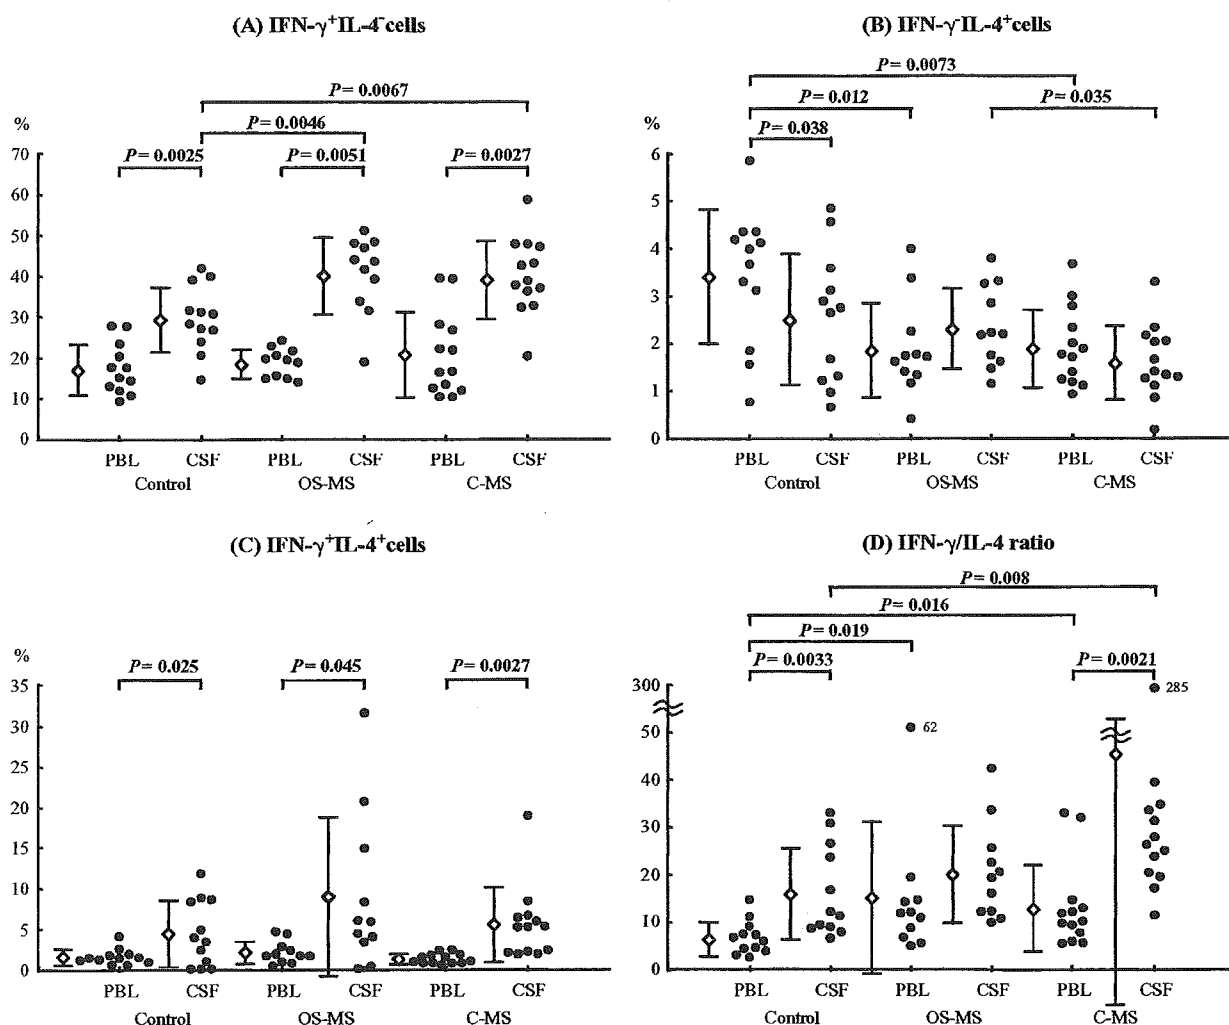 (A) IFN-γ⁺IL-4⁻cells
P = 0.0067
P = 0.0046
P = 0.0025
P = 0.0051
P = 0.0027
%
70
60
50
40
30
20
10
0
PBL CSF PBL CSF PBL CSF
Control OS-MS C-MS
(B) IFN-γ⁻IL-4⁺cells
P = 0.0073
P = 0.012
P = 0.035
P = 0.038
%
6
5
4
3
2
1
0
PBL CSF PBL CSF PBL CSF
Control OS-MS C-MS
(C) IFN-γ⁺IL-4⁺cells
P = 0.025
P = 0.045
P = 0.0027
%
35
30
25
20
15
10
5
0
PBL CSF PBL CSF PBL CSF
Control OS-MS C-MS
(D) IFN-γ/IL-4 ratio
P = 0.008
P = 0.016
P = 0.019
P = 0.0033
P = 0.0021
300
285
62
50
40
30
20
10
0
PBL CSF PBL CSF PBL CSF
Control OS-MS C-MS